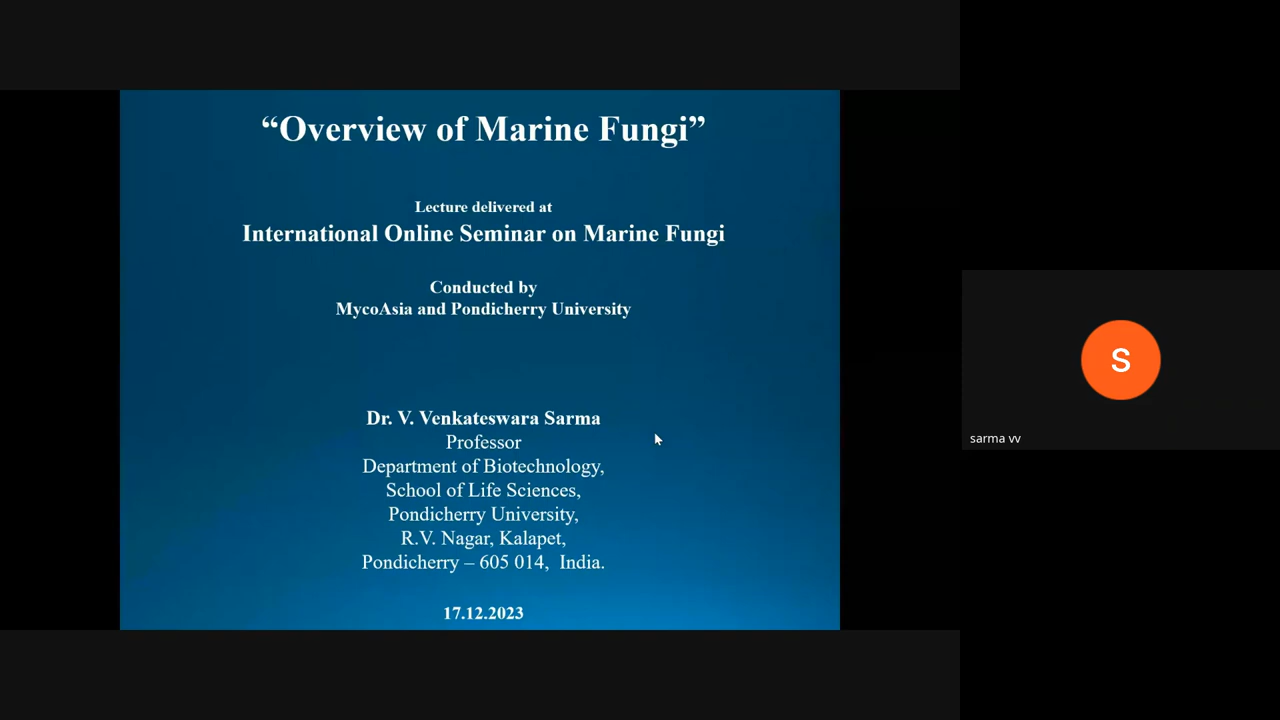 “Overview of Marine Fungi”
Lecture delivered at
International Online Seminar on Marine Fungi
Conducted by
MycoAsia and Pondicherry University
Dr. V. Venkateswara Sarma
Professor
Department of Biotechnology,
School of Life Sciences,
Pondicherry University,
R.V. Nagar, Kalapet,
Pondicherry – 605 014,  India.
17.12.2023
S
sarma vv